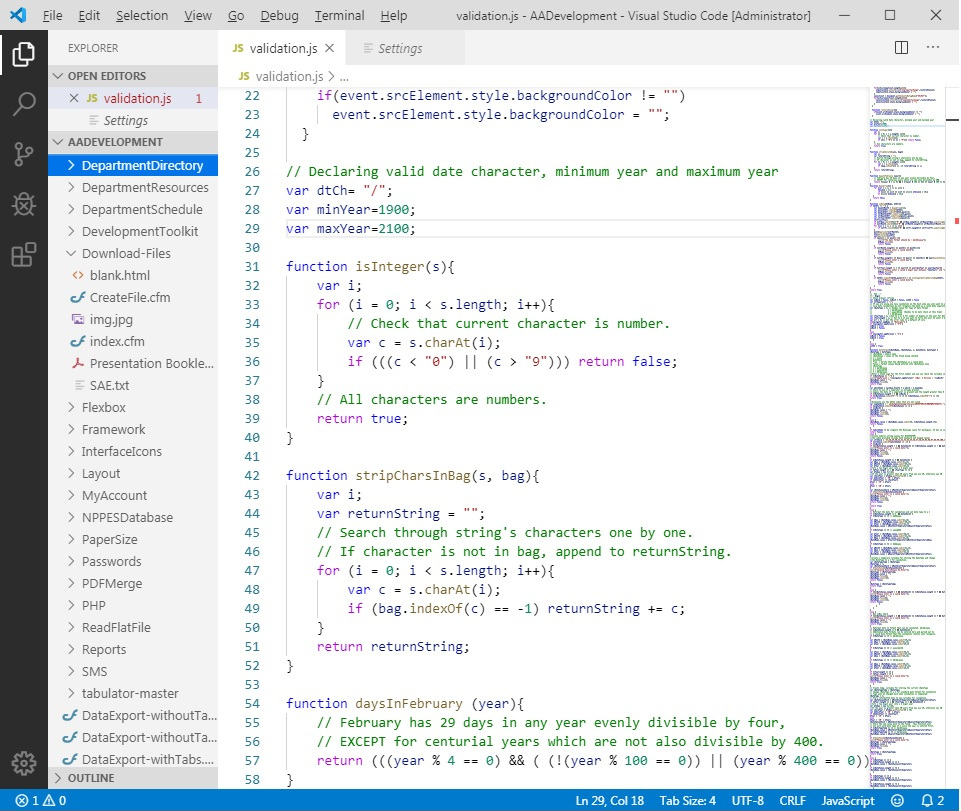 File Edit Selection View Go Debug Terminal Help validation.js - AADevelopment - Visual Studio Code [Administrator]
EXPLORER
OPEN EDITORS
JS validation.js 1
Settings
AADEVELOPMENT
DepartmentDirectory
DepartmentResources
DepartmentSchedule
DevelopmentToolkit
Download-Files
blank.html
CreateFile.cfm
img.jpg
index.cfm
Presentation Bookle...
SAE.txt
Flexbox
Framework
InterfaceIcons
Layout
MyAccount
NPPESDatabase
PaperSize
Passwords
PDFMerge
PHP
ReadFlatFile
Reports
SMS
tabulator-master
DataExport-withoutTa...
DataExport-withoutTa...
DataExport-withTabs....
OUTLINE
JS validation.js Settings
JS validation.js > ...
22 if(event.srcElement.style.backgroundColor != "")
23 event.srcElement.style.backgroundColor = "";
24 }
25
26 // Declaring valid date character, minimum year and maximum year
27 var dtCh= "/";
28 var minYear=1900;
29 var maxYear=2100;
30
31 function isInteger(s){
32 var i;
33 for (i = 0; i < s.length; i++){
34 // Check that current character is number.
35 var c = s.charAt(i);
36 if (((c < "0") || (c > "9"))) return false;
37 }
38 // All characters are numbers.
39 return true;
40 }
41
42 function stripCharsInBag(s, bag){
43 var i;
44 var returnString = "";
45 // Search through string's characters one by one.
46 // If character is not in bag, append to returnString.
47 for (i = 0; i < s.length; i++){
48 var c = s.charAt(i);
49 if (bag.indexOf(c) == -1) returnString += c;
50 }
51 return returnString;
52 }
53
54 function daysInFebruary (year){
55 // February has 29 days in any year evenly divisible by four,
56 // EXCEPT for centurial years which are not also divisible by 400.
57 return (((year % 4 == 0) && ( (!(year % 100 == 0)) || (year % 400 == 0))
58 }
1 0 Ln 29, Col 18 Tab Size: 4 UTF-8 CRLF JavaScript 2